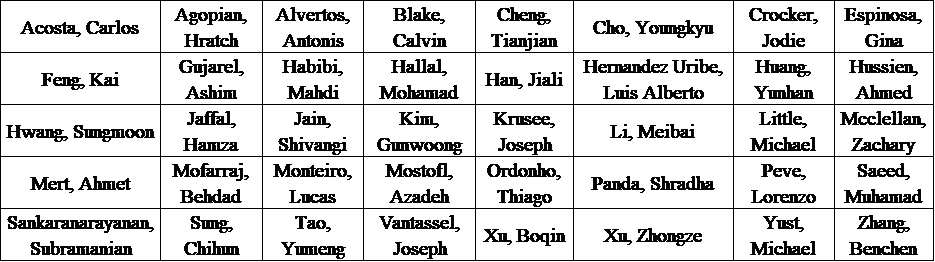 Acosta, Carlos
Agopian,
Hratch
Alvertos,
Antonis
Blake,
Calvin
Cheng,
Tianjian
Cho, Youngkyu
Crocker,
Jodie
Espinosa,
Gina
Feng, Kai
Gujarel,
Ashim
Habibi,
Mahdi
Hallal,
Mohamad
Han, Jiali
Hernandez Uribe,
Luis Alberto
Huang,
Yunhan
Hussien,
Ahmed
Hwang, Sungmoon
Jaffal,
Hamza
Jain,
Shivangi
Kim,
Gunwoong
Krusee,
Joseph
Li, Meibai
Little,
Michael
Mcclellan,
Zachary
Mert, Ahmet
Mofarraj,
Behdad
Monteiro,
Lucas
Mostofl,
Azadeh
Ordonho,
Thiago
Panda, Shradha
Peve,
Lorenzo
Saeed,
Muhamad
Sankaranarayanan,
Subramanian
Sung,
Chihun
Tao,
Yumeng
Vantassel,
Joseph
Xu, Boqin
Xu, Zhongze
Yust,
Michael
Zhang,
Benchen